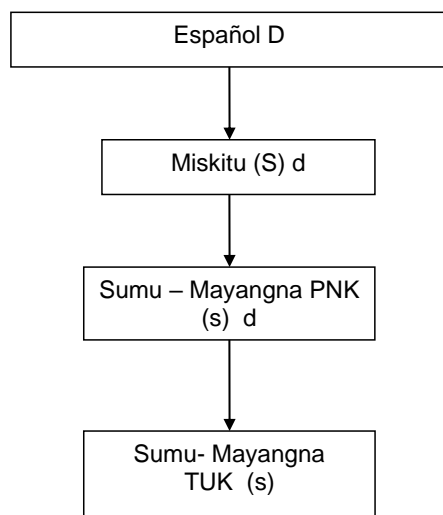 Español D
Miskitu (S) d
Sumu – Mayangna PNK
(s) d
Sumu- Mayangna
TUK (s)